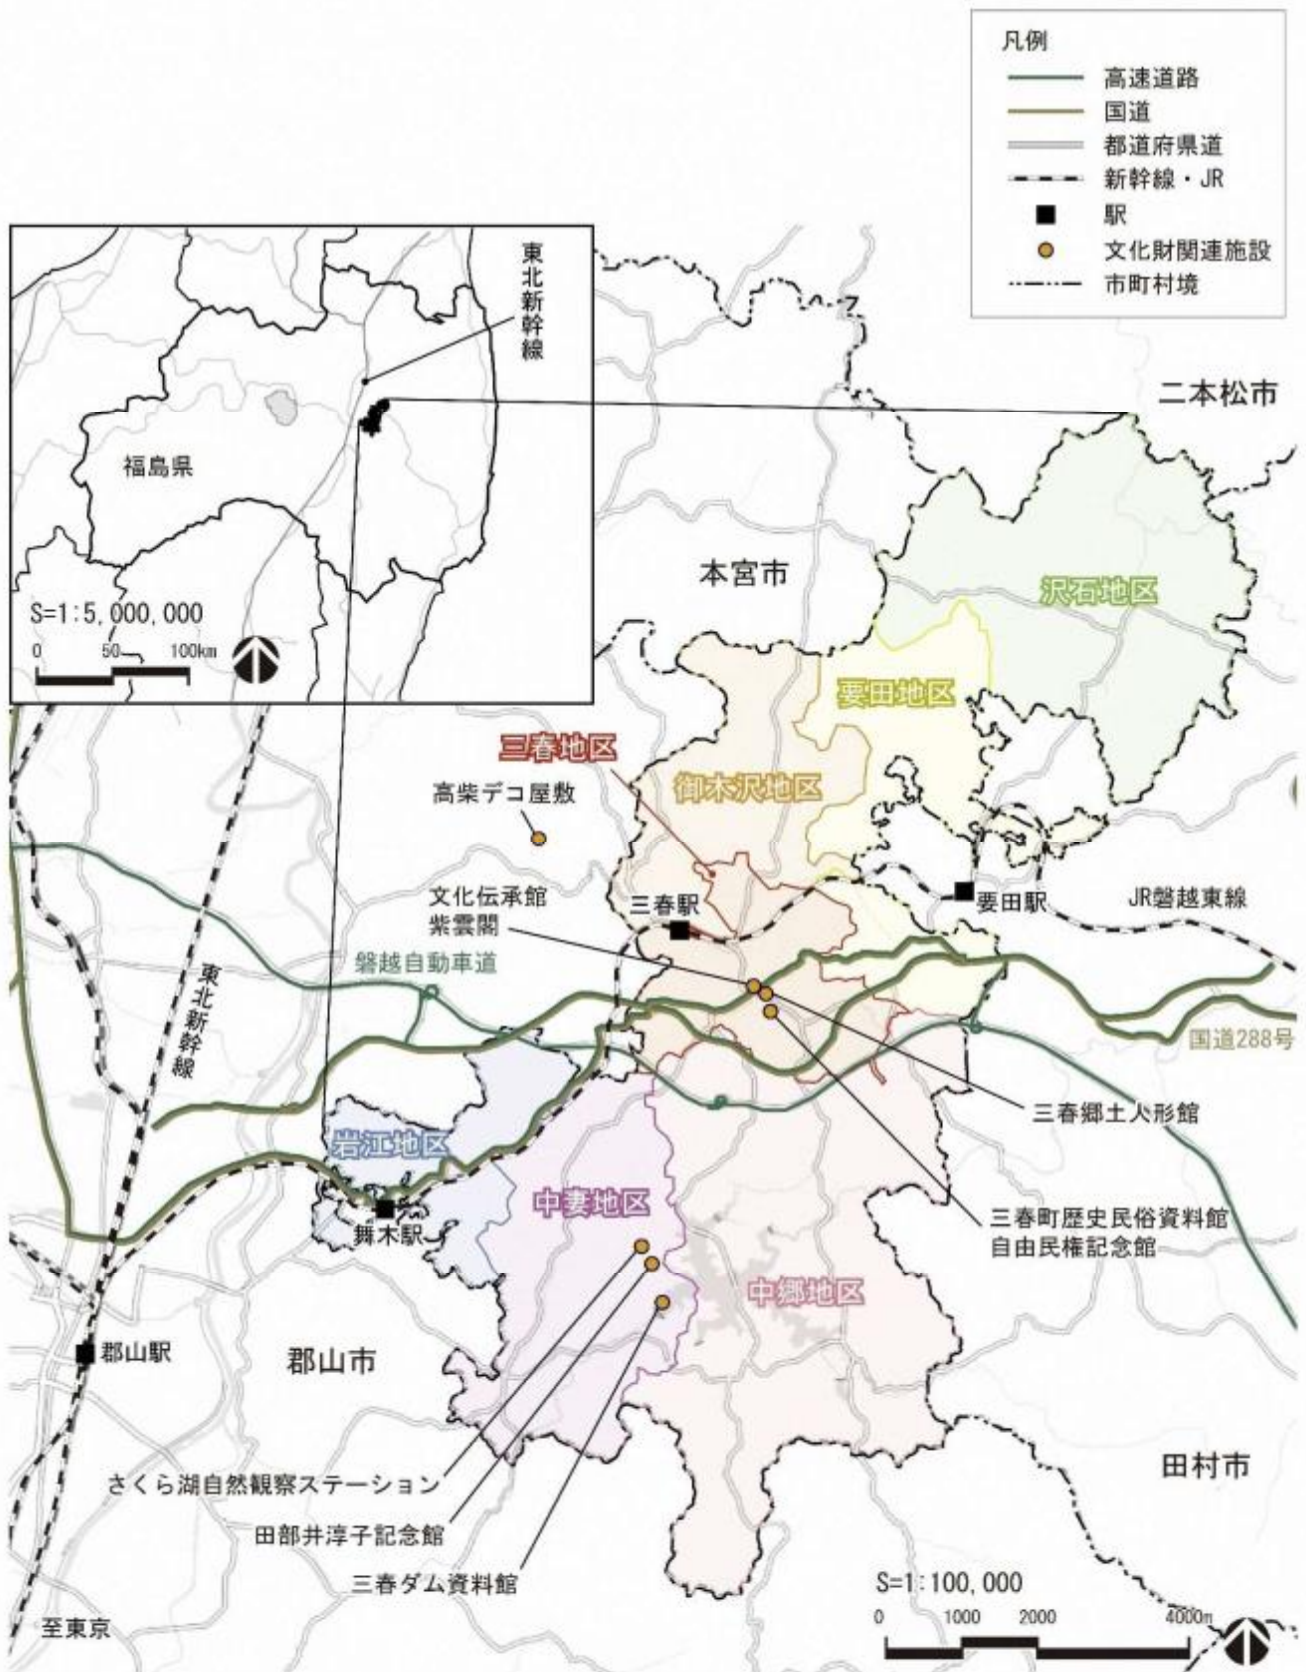 凡例
高速道路
国道
都道府県道
新幹線・JR
駅
文化財関連施設
市町村境
東北新幹線
福島県
S=1:5,000,000
0 50 100km
二本松市
本宮市
沢石地区
要田地区
三春地区
御木沢地区
高柴デコ屋敷
文化伝承館
紫雲閣
三春駅
要田駅
JR磐越東線
磐越自動車道
東北新幹線
国道288号
三春郷土人形館
岩江地区
中妻地区
舞木駅
三春町歴史民俗資料館
自由民権記念館
中郷地区
郡山駅
郡山市
田村市
さくら湖自然観察ステーション
田部井淳子記念館
三春ダム資料館
S=1:100,000
0 1000 2000 4000m
至東京